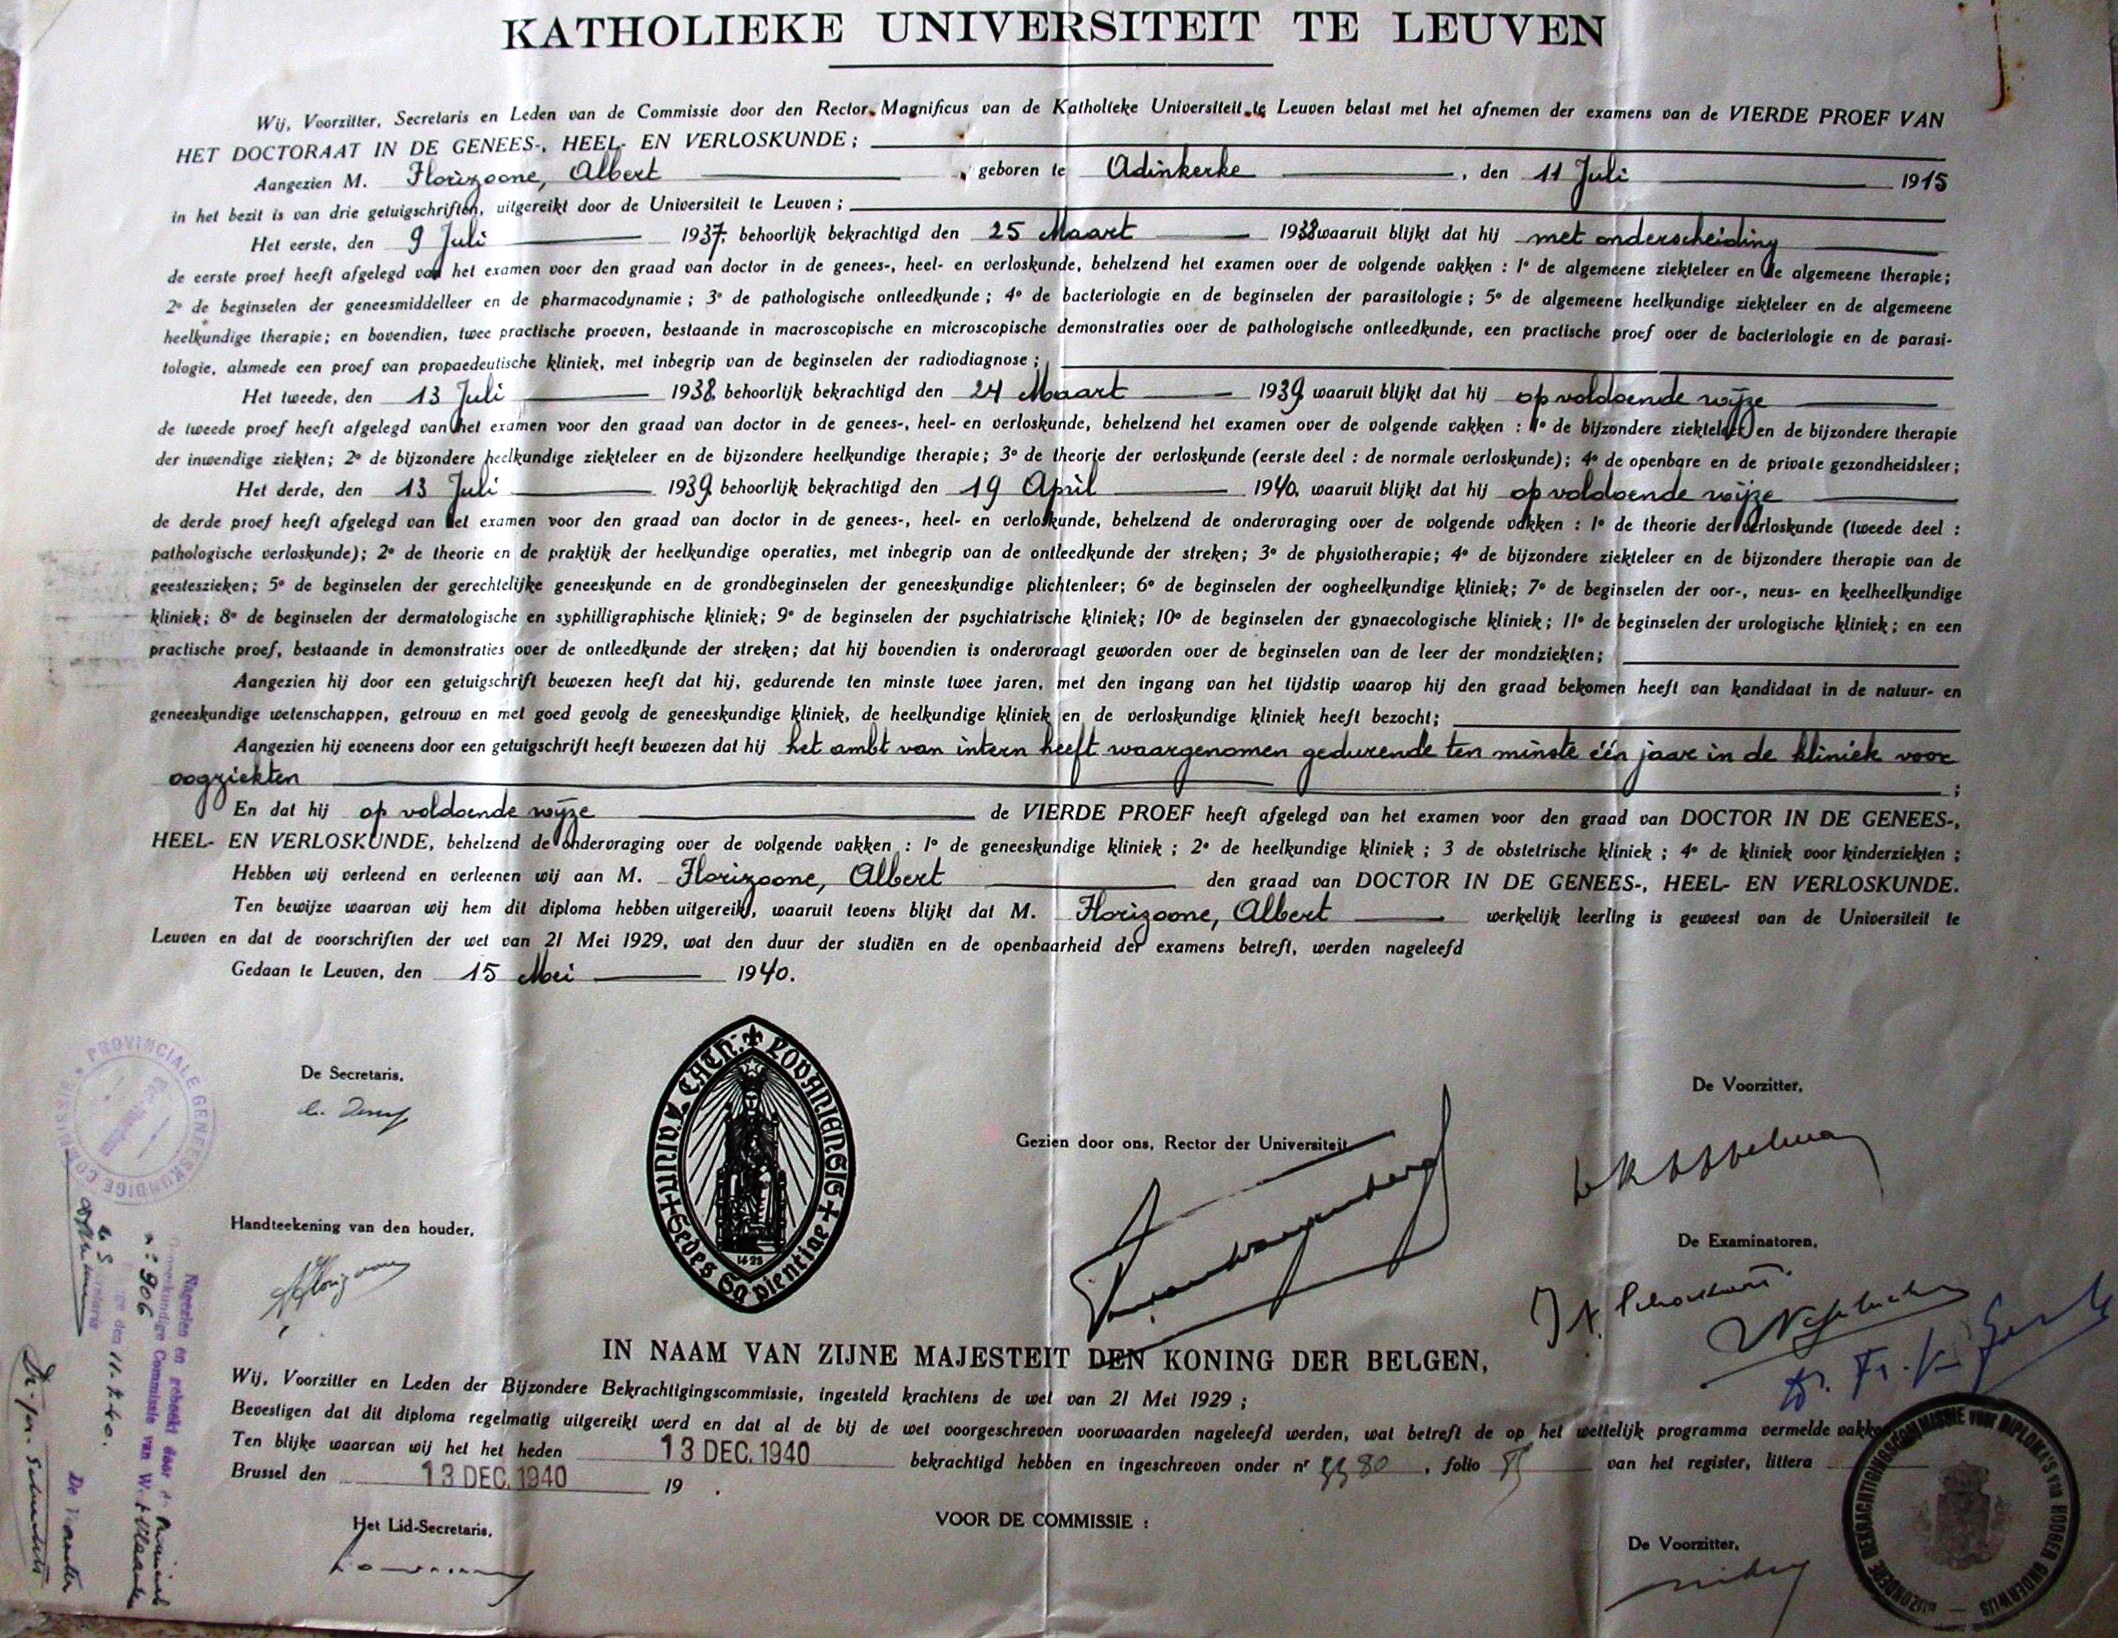 KATHOLIEKE UNIVERSITEIT TE LEUVEN
Wij, Voorzitter, Secretaris en Leden van de Commissie door den Rector Magnificus van de Katholieke Universiteit te Leuven belast met het afnemen der examens van de VIERDE PROEF VAN
HET DOCTORAAT IN DE GENEES-, HEEL- EN VERLOSKUNDE;
Aangezien M. Florizoone, Albert, geboren te Adinkerke, den 11 Juli 1915
in het bezit is van drie getuigschriften, uitgereikt door de Universiteit te Leuven;
Het eerste, den 9 Juli 1937, behoorlijk bekrachtigd den 25 Maart 1938 waaruit blijkt dat hij met onderscheiding
de eerste proef heeft afgelegd van het examen voor den graad van doctor in de genees-, heel- en verloskunde, behelzend het examen over de volgende vakken : 1° de algemeene ziekteleer en de algemeene therapie;
2° de beginselen der geneesmiddelleer en de pharmacodynamie; 3° de pathologische ontleedkunde; 4° de bacteriologie en de beginselen der parasitologie; 5° de algemeene heelkundige ziekteleer en de algemeene
heelkundige therapie; en bovendien, twee practische proeven, bestaande in macroscopische en microscopische demonstraties over de pathologische ontleedkunde, een practische proef over de bacteriologie en de parasi-
tologie, alsmede een proef van propaedeutische kliniek, met inbegrip van de beginselen der radiodiagnose;
Het tweede, den 13 Juli 1938, behoorlijk bekrachtigd den 24 Maart 1939 waaruit blijkt dat hij op voldoende wijze
de tweede proef heeft afgelegd van het examen voor den graad van doctor in de genees-, heel- en verloskunde, behelzend het examen over de volgende vakken : 1° de bijzondere ziekteleer en de bijzondere therapie
der inwendige ziekten; 2° de bijzondere heelkundige ziekteleer en de bijzondere heelkundige therapie; 3° de theorie der verloskunde (eerste deel : de normale verloskunde); 4° de openbare en de private gezondheidsleer;
Het derde, den 13 Juli 1939, behoorlijk bekrachtigd den 19 April 1940, waaruit blijkt dat hij op voldoende wijze
de derde proef heeft afgelegd van het examen voor den graad van doctor in de genees-, heel- en verloskunde, behelzend de ondervraging over de volgende vakken : 1° de theorie der verloskunde (tweede deel :
pathologische verloskunde); 2° de theorie en de praktijk der heelkundige operaties, met inbegrip van de ontleedkunde der streken; 3° de physiotherapie; 4° de bijzondere ziekteleer en de bijzondere therapie van de
geesteszieken; 5° de beginselen der gerechtelijke geneeskunde en de grondbeginselen der geneeskundige plichtenleer; 6° de beginselen der oogheelkundige kliniek; 7° de beginselen der oor-, neus- en keelheelkundige
kliniek; 8° de beginselen der dermatologische en syphilligraphische kliniek; 9° de beginselen der psychiatrische kliniek; 10° de beginselen der gynaecologische kliniek; 11° de beginselen der urologische kliniek; en een
practische proef, bestaande in demonstraties over de ontleedkunde der streken; dat hij bovendien is ondervraagt geworden over de beginselen van de leer der mondziekten;
Aangezien hij door een getuigschrift bewezen heeft dat hij, gedurende ten minste twee jaren, met den ingang van het tijdstip waarop hij den graad bekomen heeft van kandidaat in de natuur- en
geneeskundige wetenschappen, getrouw en met goed gevolg de geneeskundige kliniek, de heelkundige kliniek en de verloskundige kliniek heeft bezocht;
Aangezien hij eveneens door een getuigschrift heeft bewezen dat hij het ambt van intern heeft waargenomen gedurende ten minste één jaar in de kliniek voor
oogziekten ;
En dat hij op voldoende wijze de VIERDE PROEF heeft afgelegd van het examen voor den graad van DOCTOR IN DE GENEES-,
HEEL- EN VERLOSKUNDE, behelzend de ondervraging over de volgende vakken : 1° de geneeskundige kliniek ; 2° de heelkundige kliniek ; 3 de obstetrische kliniek ; 4° de kliniek voor kinderziekten ;
Hebben wij verleend en verleenen wij aan M. Florizoone, Albert den graad van DOCTOR IN DE GENEES-, HEEL- EN VERLOSKUNDE.
Ten bewijze waarvan wij hem dit diploma hebben uitgereikt, waaruit tevens blijkt dat M. Florizoone, Albert werkelijk leerling is geweest van de Universiteit te
Leuven en dat de voorschriften der wet van 21 Mei 1929, wat den duur der studiën en de openbaarheid der examens betreft, werden nageleefd
Gedaan te Leuven, den 15 Mei 1940.
De Secretaris,
De Voorzitter,
UNIV. CATH. LOVANIENSIS
Sedes Sapientiae
1425
Gezien door ons, Rector der Universiteit
Handteekening van den houder,
De Examinatoren,
IN NAAM VAN ZIJNE MAJESTEIT DEN KONING DER BELGEN,
Wij, Voorzitter en Leden der Bijzondere Bekrachtigingscommissie, ingesteld krachtens de wet van 21 Mei 1929 ;
Bevestigen dat dit diploma regelmatig uitgereikt werd en dat al de bij de wet voorgeschreven voorwaarden nageleefd werden, wat betreft de op het wettelijk programma vermelde vakken
Ten blijke waarvan wij het het heden 13 DEC. 1940 bekrachtigd hebben en ingeschreven onder nr 80, folio van het register, littera
Brussel den 13 DEC. 1940 19 .
Het Lid-Secretaris,
VOOR DE COMMISSIE :
De Voorzitter,
PROVINCIALE GENEESKUNDIGE COMMISSIE
Geneeskundige Commissie van W. Vlaanderen
n: 906
BIJZONDERE BEKRACHTIGINGSCOMMISSIE voor DIPLOMA'S van HOOGER ONDERWIJS